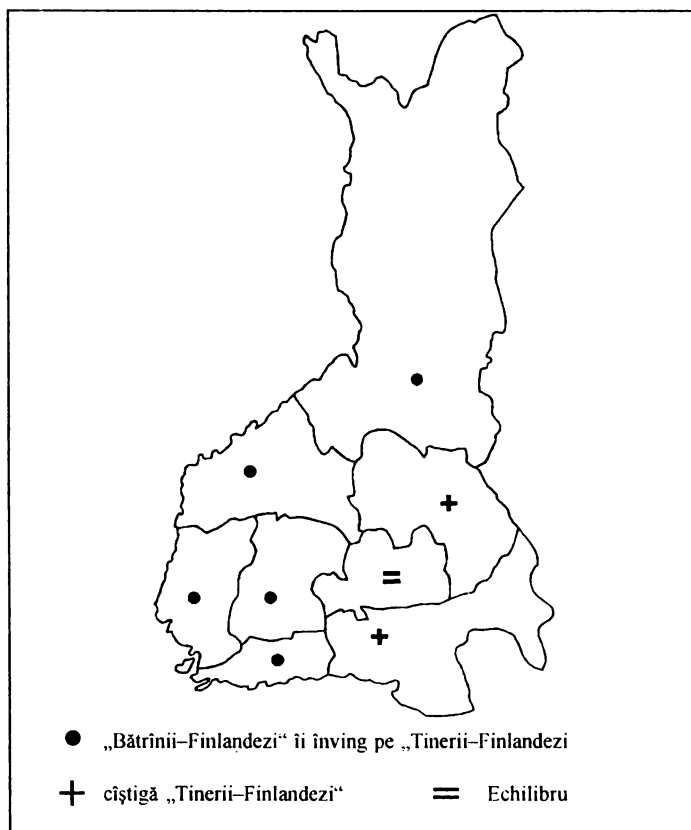 ● „Bătrînii–Finlandezi“ îi înving pe „Tinerii–Finlandezi
+ cîştigă „Tinerii–Finlandezi“ = Echilibru